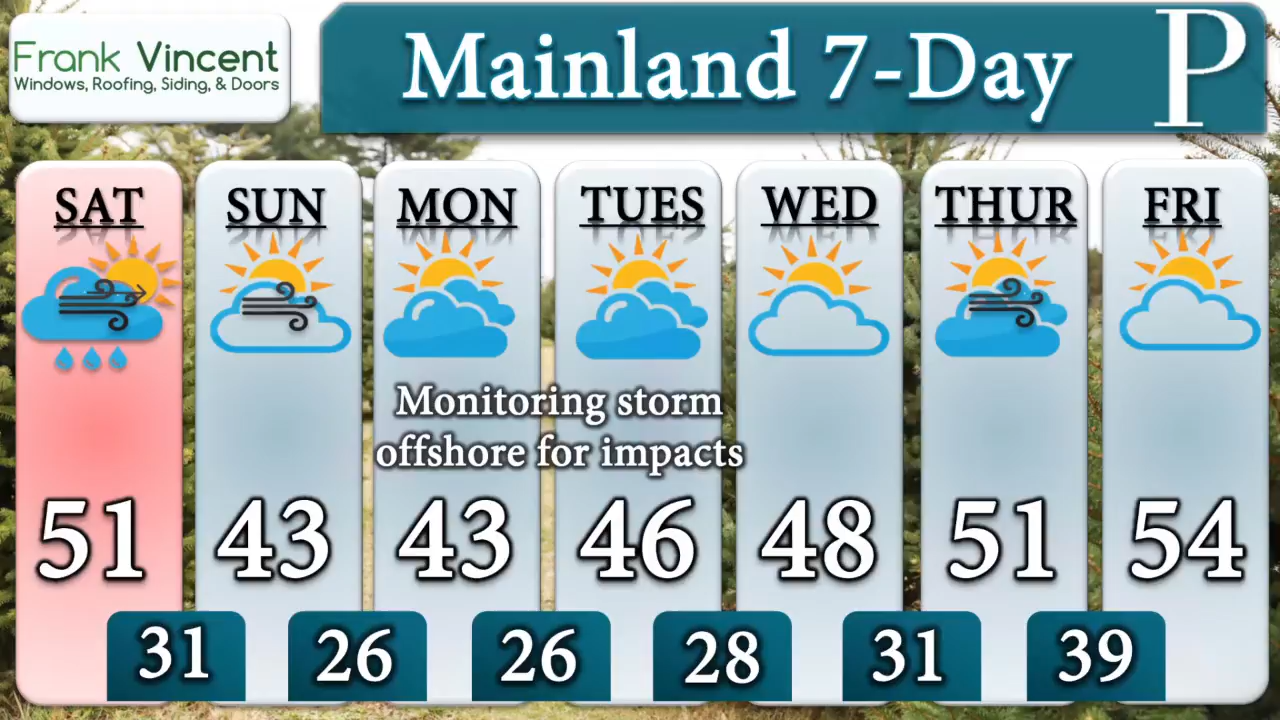 Frank Vincent
Windows, Roofing, Siding, & Doors
Mainland 7-Day
P
SAT
SUN
MON
TUES
WED
THUR
FRI
Monitoring storm
offshore for impacts
51
43
43
46
48
51
54
31
26
26
28
31
39